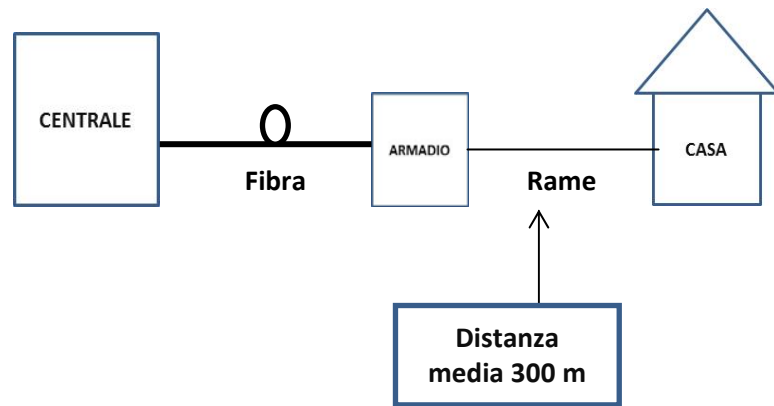 CENTRALE
Fibra
ARMADIO
Rame
CASA
Distanza
media 300 m